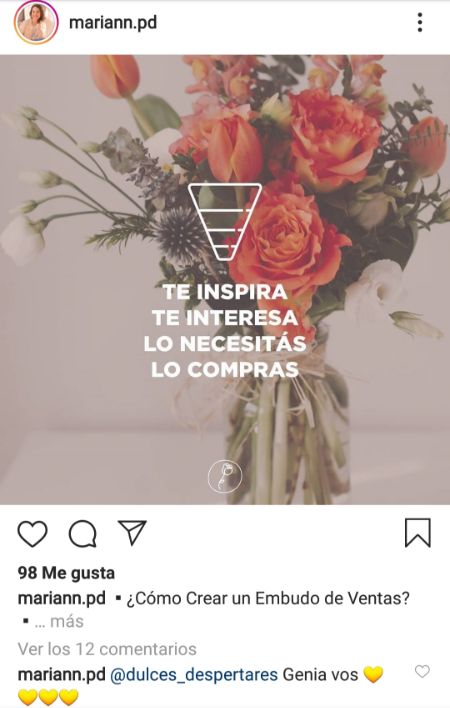 mariann.pd
TE INSPIRA
TE INTERESA
LO NECESITÁS
LO COMPRAS
98 Me gusta
mariann.pd ▪️¿Cómo Crear un Embudo de Ventas?
▪️... más
Ver los 12 comentarios
mariann.pd @dulces_despertares Genia vos 💛
💛💛💛